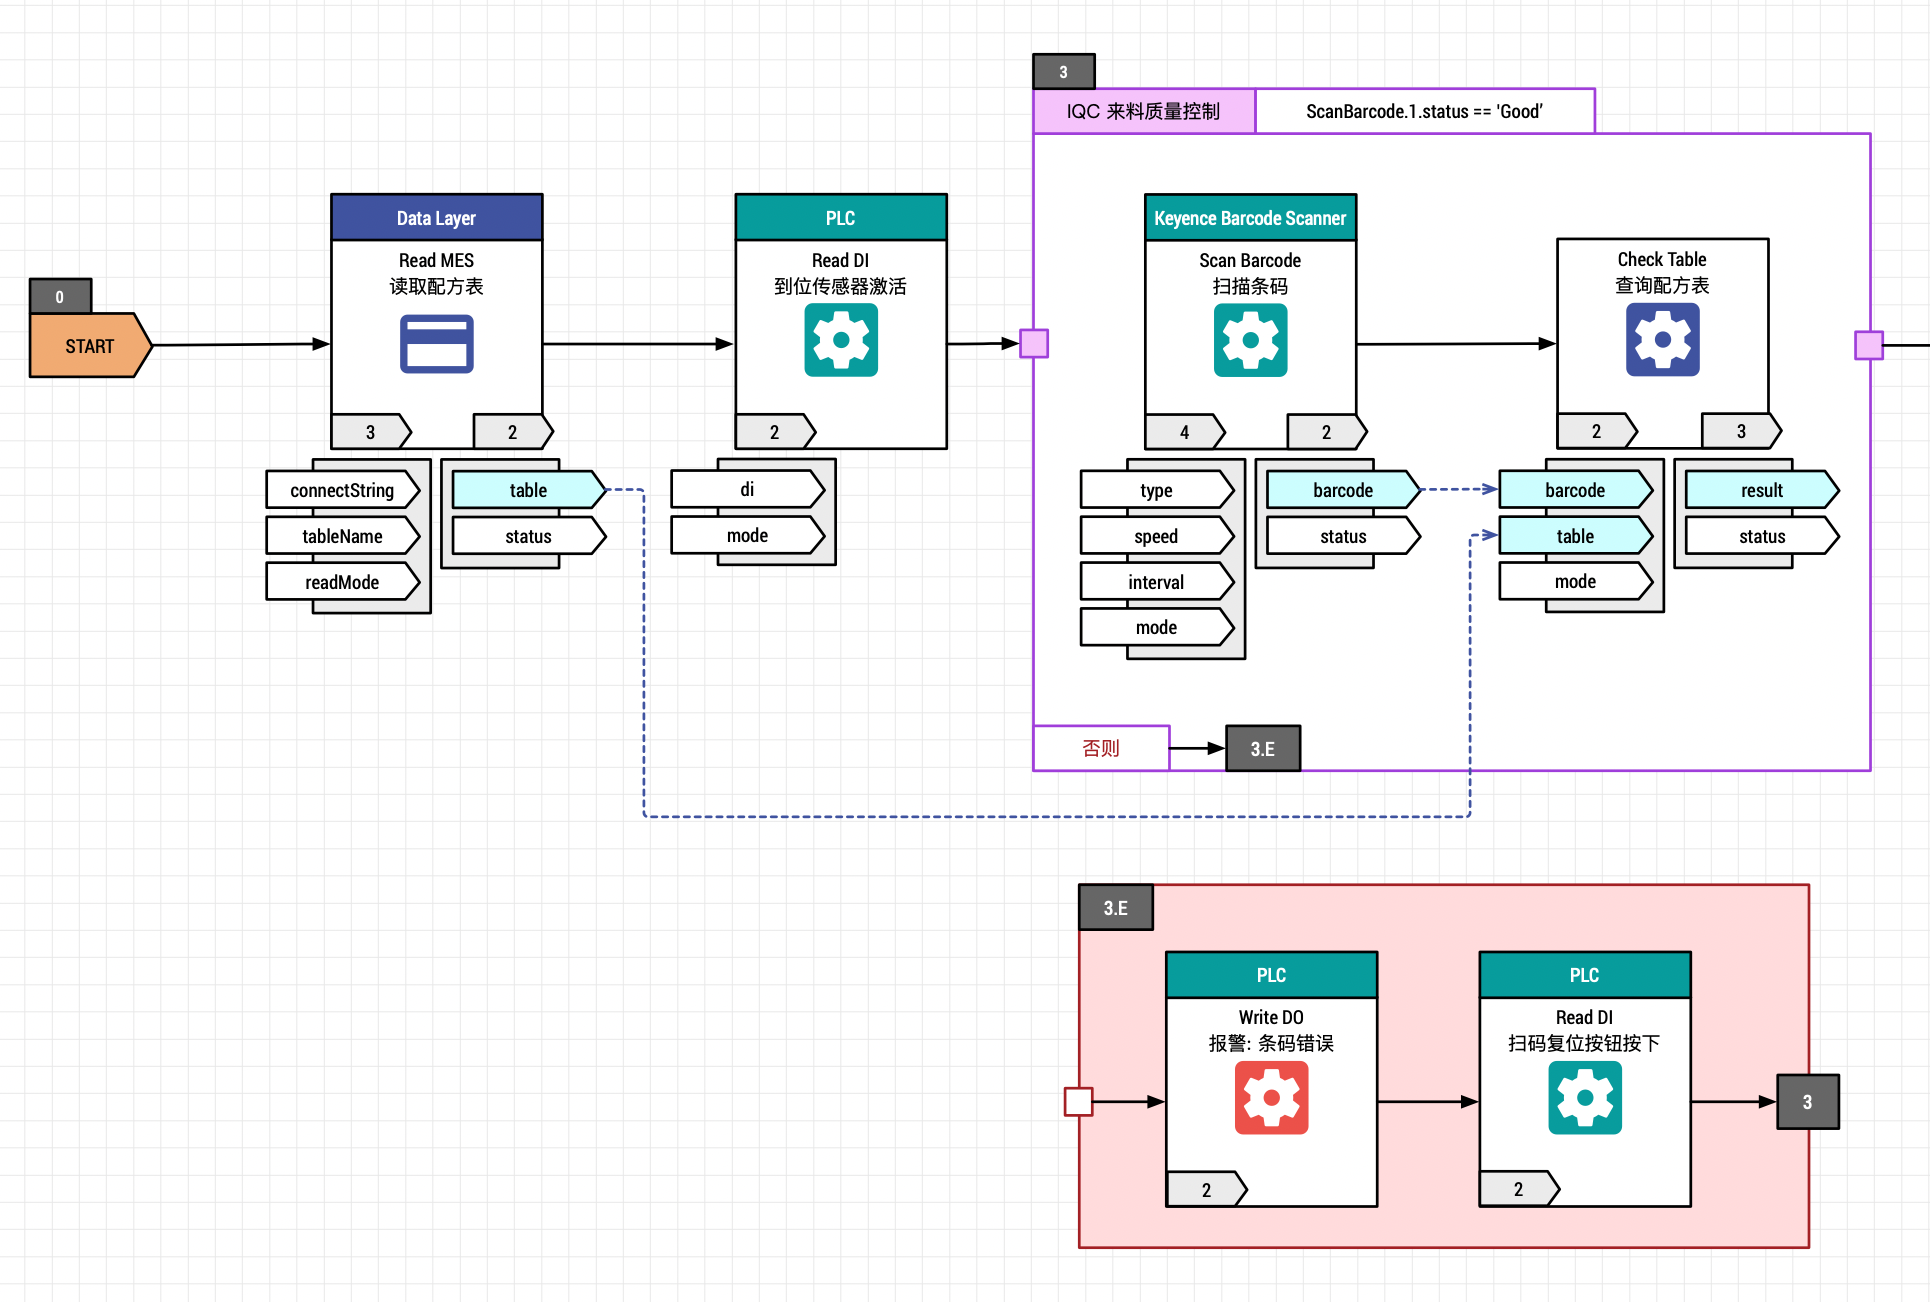 0
START
Data Layer
Read MES
读取配方表
3
2
connectString
tableName
readMode
table
status
PLC
Read DI
到位传感器激活
2
di
mode
3
IQC 来料质量控制
ScanBarcode.1.status == 'Good’
Keyence Barcode Scanner
Scan Barcode
扫描条码
4
2
type
speed
interval
mode
barcode
status
Check Table
查询配方表
2
3
barcode
table
mode
result
status
否则
3.E
3.E
PLC
Write DO
报警: 条码错误
2
PLC
Read DI
扫码复位按钮按下
2
3